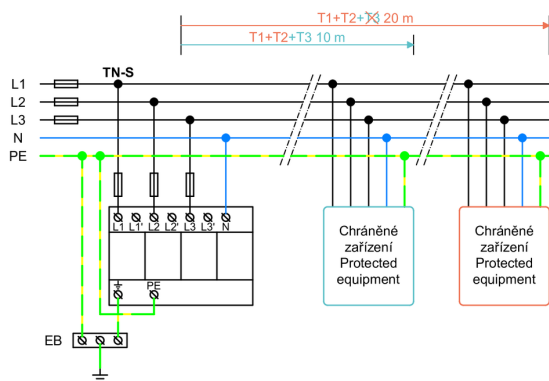 T1+T2+T3 20 m
T1+T2+T3 10 m
TN-S
L1
L2
L3
N
PE
L1 L1' L2 L2' L3 L3' N
PE
EB
Chráněné
zařízení
Protected
equipment
Chráněné
zařízení
Protected
equipment